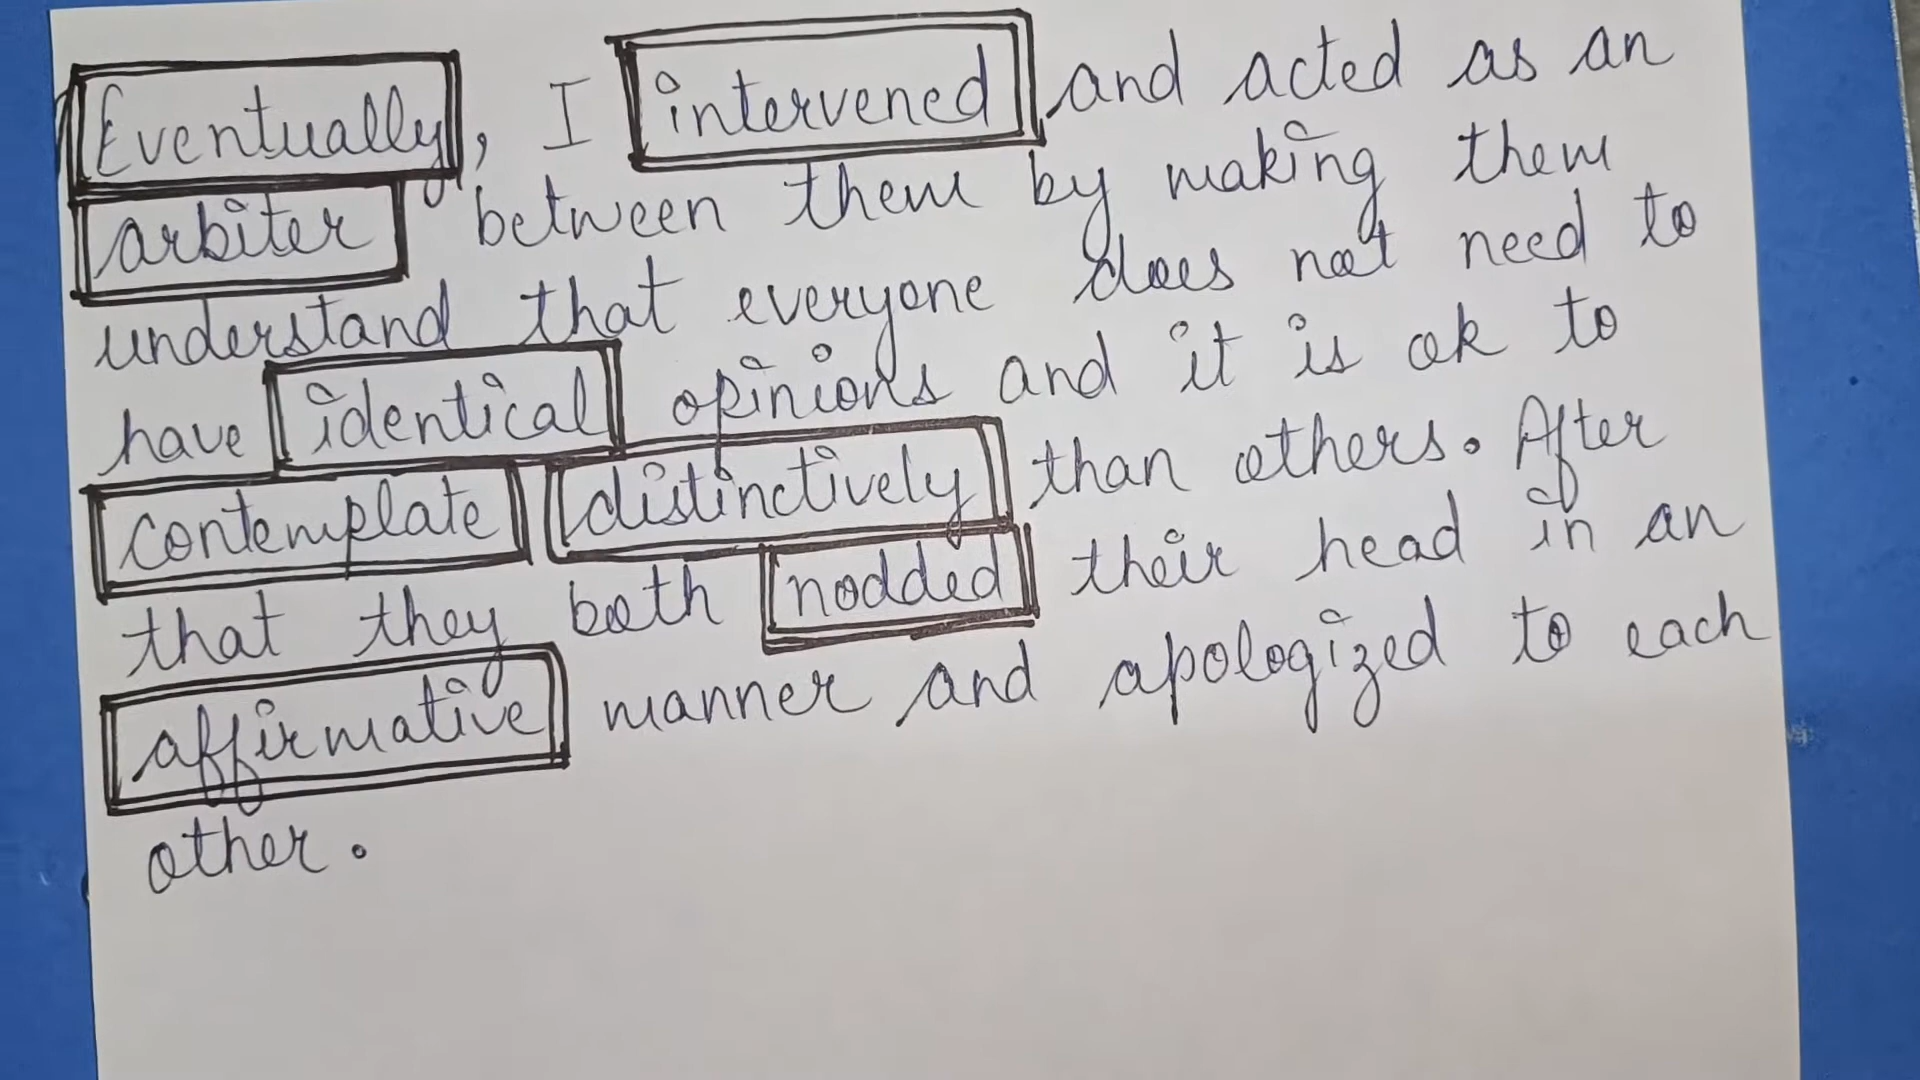 Eventually, I intervened and acted as an
arbiter between them by making them
understand that everyone does not need to
have identical opinions and it is ok to
contemplate distinctively than others. After
that they both nodded their head in an
affirmative manner and apologized to each
other.